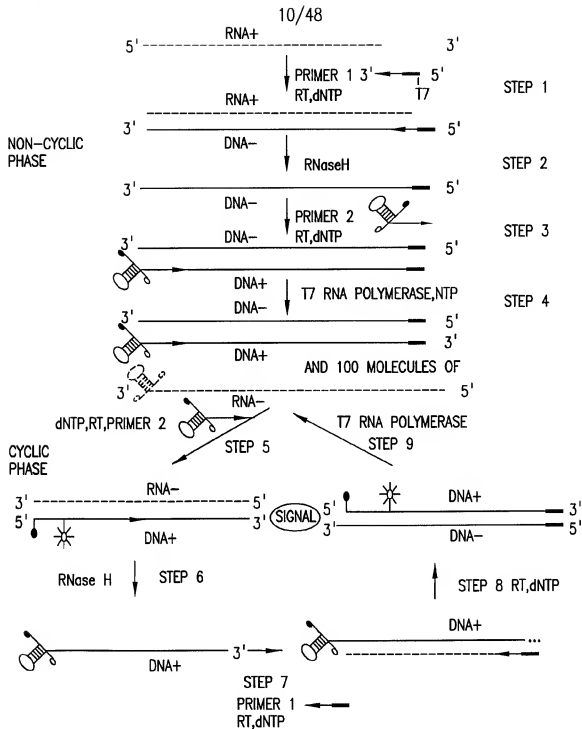 10/48
RNA+
5' 3'
PRIMER 1 3' 5'
RT,dNTP T7
STEP 1
RNA+
3' 5'
DNA-
NON-CYCLIC
PHASE
RNaseH
STEP 2
3' 5'
DNA-
PRIMER 2
RT,dNTP
STEP 3
3' DNA- 5'
DNA+
T7 RNA POLYMERASE,NTP
STEP 4
DNA-
3' 5'
3'
DNA+
AND 100 MOLECULES OF
3' 5'
RNA-
dNTP,RT,PRIMER 2
STEP 5
T7 RNA POLYMERASE
STEP 9
CYCLIC
PHASE
3' RNA- 5'
5' 3'
DNA+
SIGNAL
5' DNA+ 3'
3' 5'
DNA-
RNase H STEP 6
STEP 8 RT,dNTP
DNA+ 3'
DNA+ ...
STEP 7
PRIMER 1
RT,dNTP